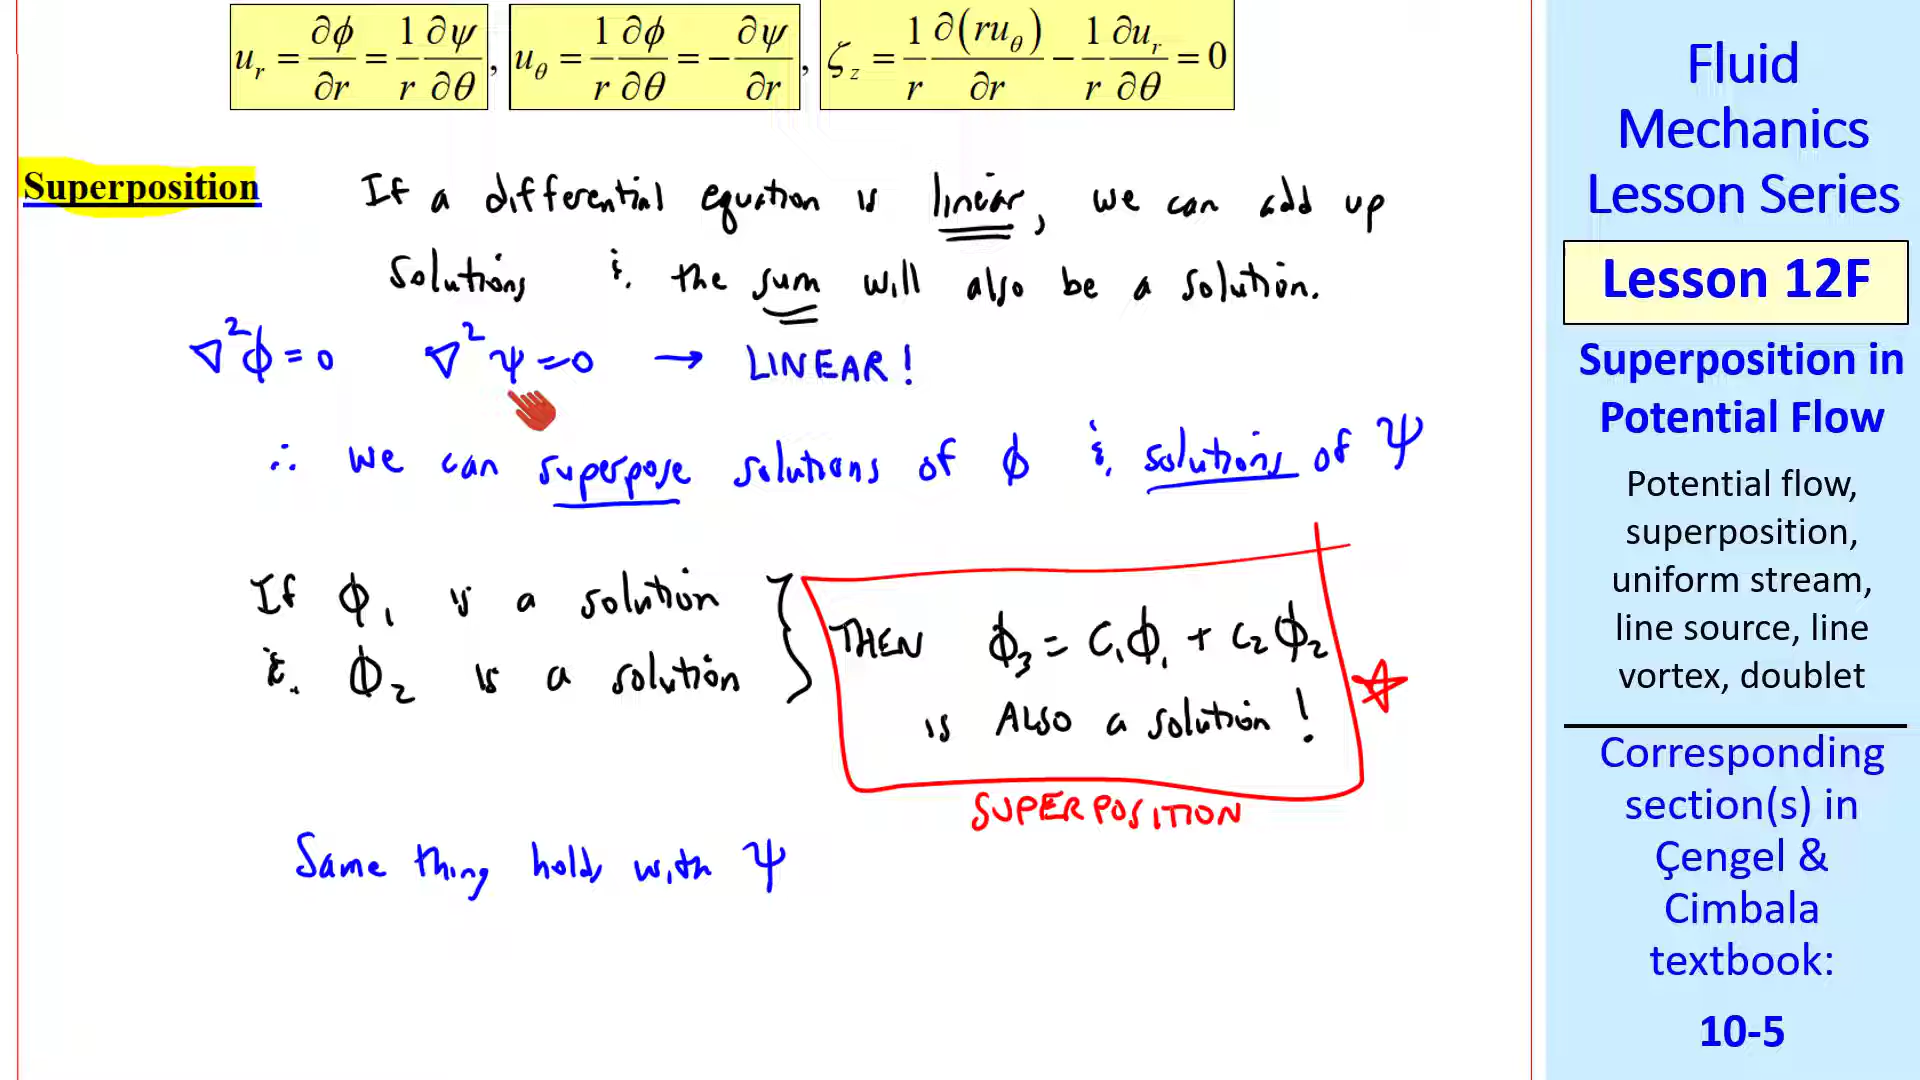 u_r = ∂ϕ/∂r = 1/r ∂ψ/∂θ, u_θ = 1/r ∂ϕ/∂θ = −∂ψ/∂r, ζ_z = 1/r ∂(ru_θ)/∂r − 1/r ∂u_r/∂θ = 0
Superposition
If a differential equation is linear, we can add up
solutions & the sum will also be a solution.
∇²ϕ = 0 ∇²ψ = 0 → LINEAR!
∴ we can superpose solutions of ϕ & solutions of ψ
If ϕ₁ is a solution
& ϕ₂ is a solution
THEN ϕ₃ = C₁ϕ₁ + C₂ϕ₂
is ALSO a solution!
SUPERPOSITION
Same thing holds with ψ
Fluid
Mechanics
Lesson Series
Lesson 12F
Superposition in
Potential Flow
Potential flow,
superposition,
uniform stream,
line source, line
vortex, doublet
Corresponding
section(s) in
Çengel &
Cimbala
textbook:
10-5